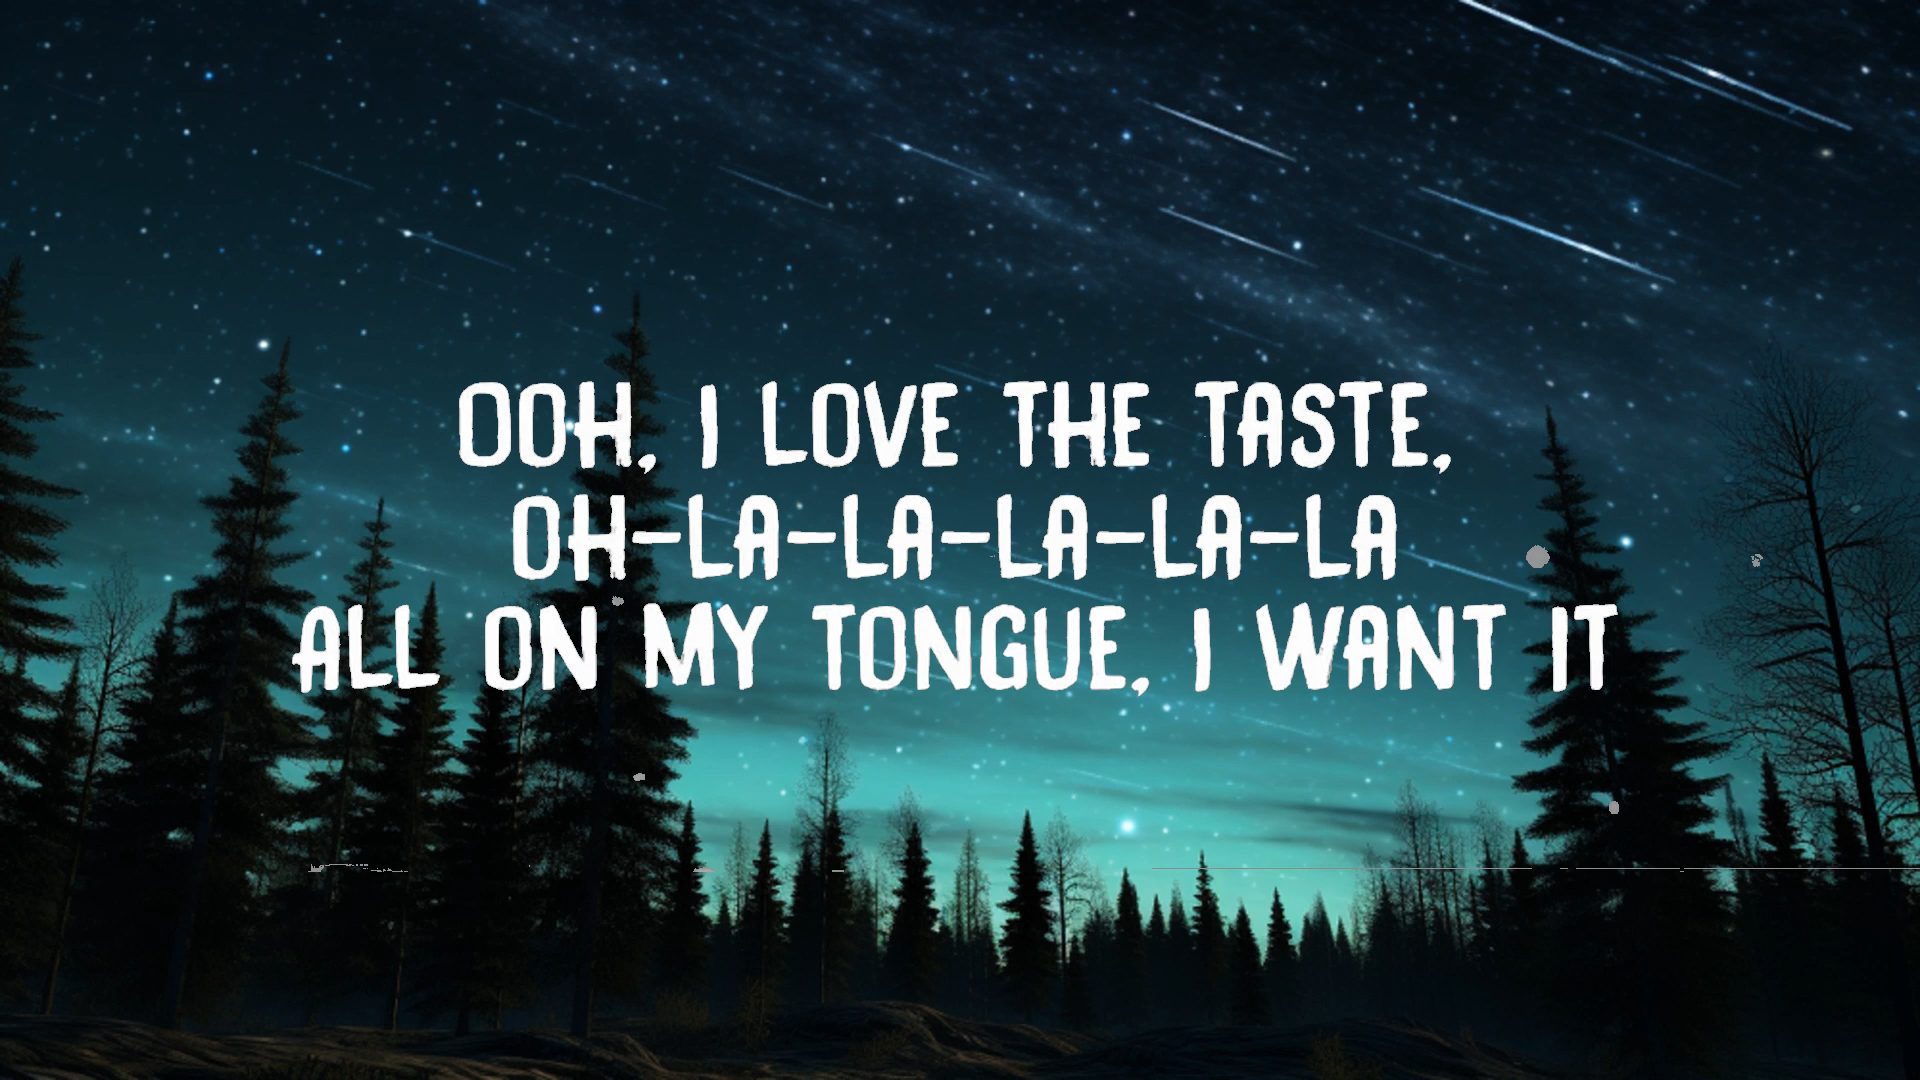 OOH, I LOVE THE TASTE,
OH-LA-LA-LA-LA-LA
ALL ON MY TONGUE, I WANT IT